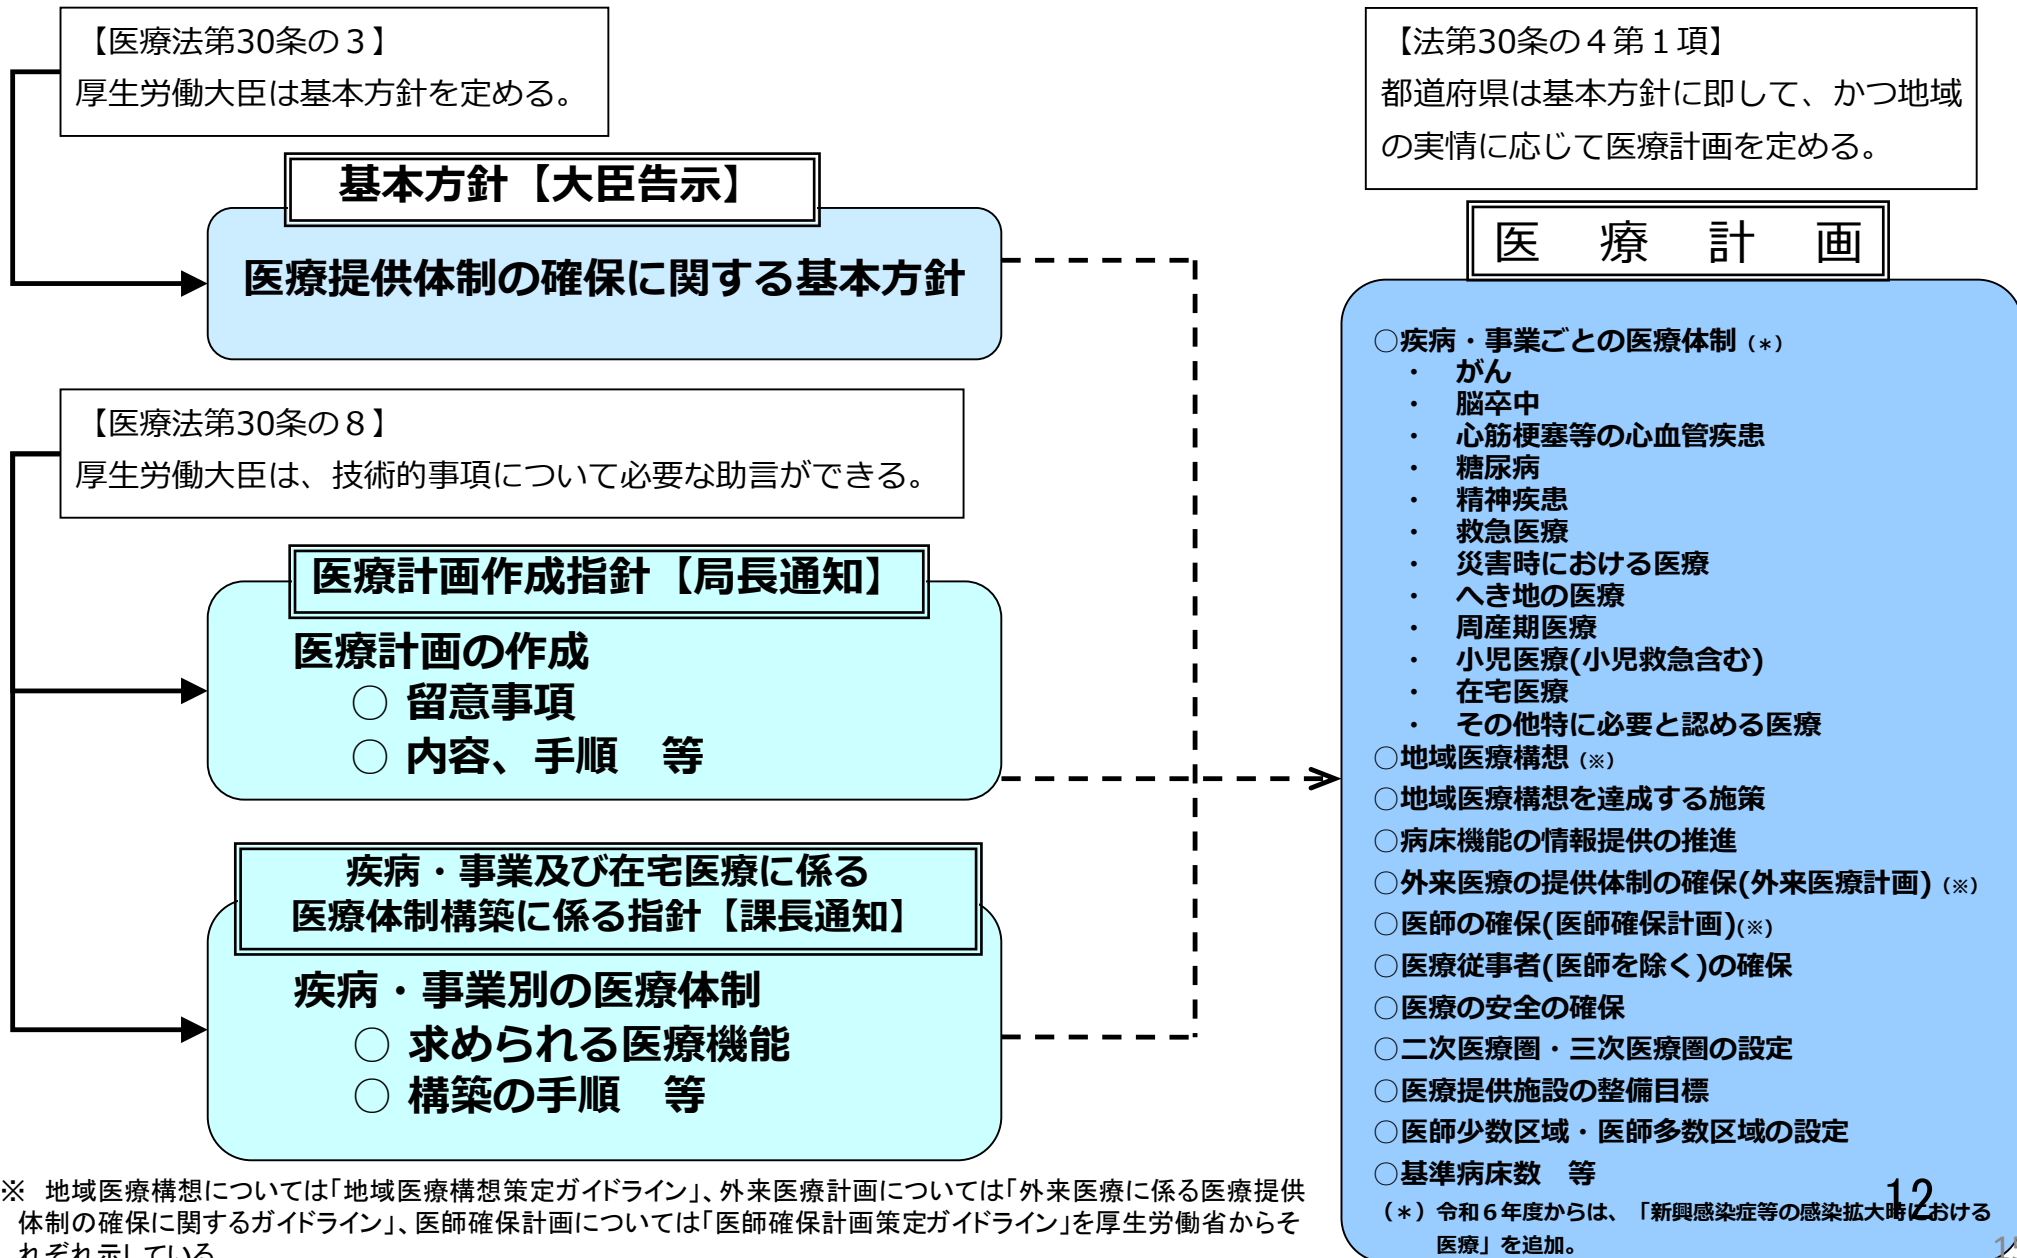 【医療法第30条の３】
厚生労働大臣は基本方針を定める。
基本方針【大臣告示】
医療提供体制の確保に関する基本方針
【医療法第30条の８】
厚生労働大臣は、技術的事項について必要な助言ができる。
医療計画作成指針【局長通知】
医療計画の作成
○ 留意事項
○ 内容、手順　等
疾病・事業及び在宅医療に係る
医療体制構築に係る指針【課長通知】
疾病・事業別の医療体制
○ 求められる医療機能
○ 構築の手順　等
※　地域医療構想については「地域医療構想策定ガイドライン」、外来医療計画については「外来医療に係る医療提供
体制の確保に関するガイドライン」、医師確保計画については「医師確保計画策定ガイドライン」を厚生労働省からそ
れぞれ示している
【法第30条の４第１項】
都道府県は基本方針に即して、かつ地域
の実情に応じて医療計画を定める。
医　療　計　画
○疾病・事業ごとの医療体制（＊）
・　がん
・　脳卒中
・　心筋梗塞等の心血管疾患
・　糖尿病
・　精神疾患
・　救急医療
・　災害時における医療
・　へき地の医療
・　周産期医療
・　小児医療(小児救急含む)
・　在宅医療
・　その他特に必要と認める医療
○地域医療構想（※）
○地域医療構想を達成する施策
○病床機能の情報提供の推進
○外来医療の提供体制の確保(外来医療計画)（※）
○医師の確保(医師確保計画)(※)
○医療従事者(医師を除く)の確保
○医療の安全の確保
○二次医療圏・三次医療圏の設定
○医療提供施設の整備目標
○医師少数区域・医師多数区域の設定
○基準病床数　等
（＊）令和６年度からは、「新興感染症等の感染拡大時における
医療」を追加。
12